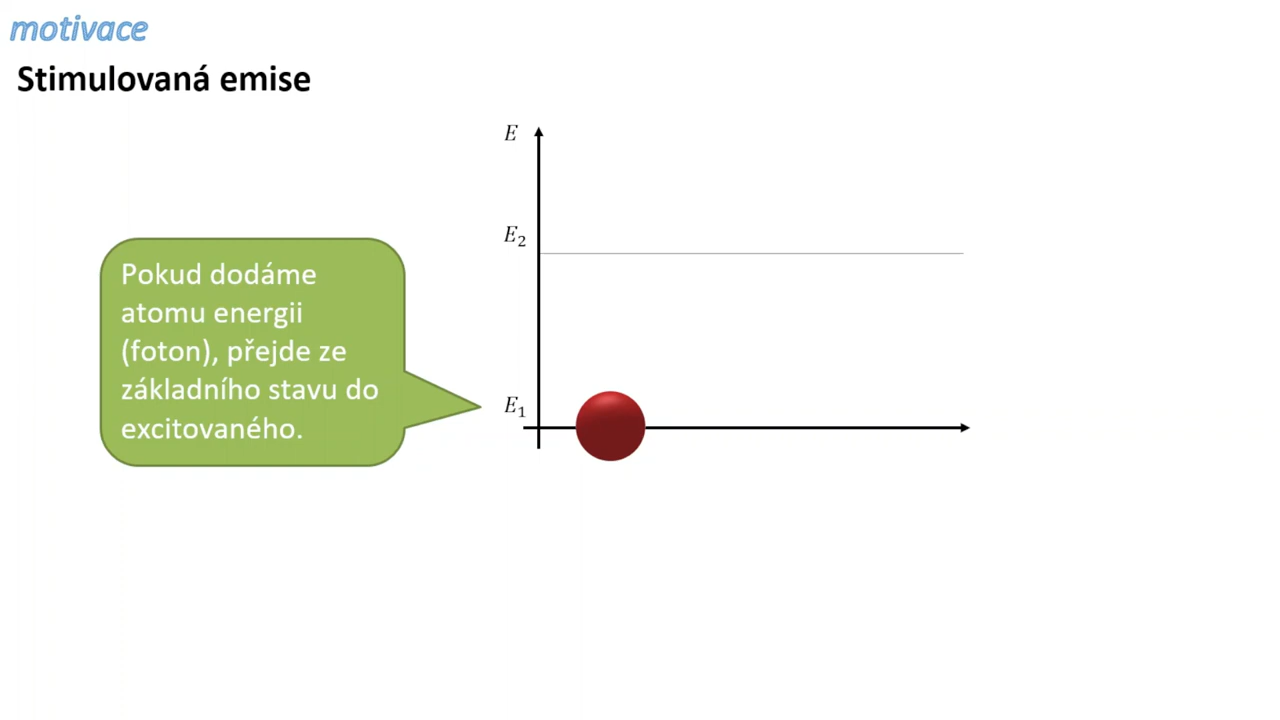 motivace
Stimulovaná emise
E
E₂
Pokud dodáme
atomu energii
(foton), přejde ze
základního stavu do
excitovaného.
E₁